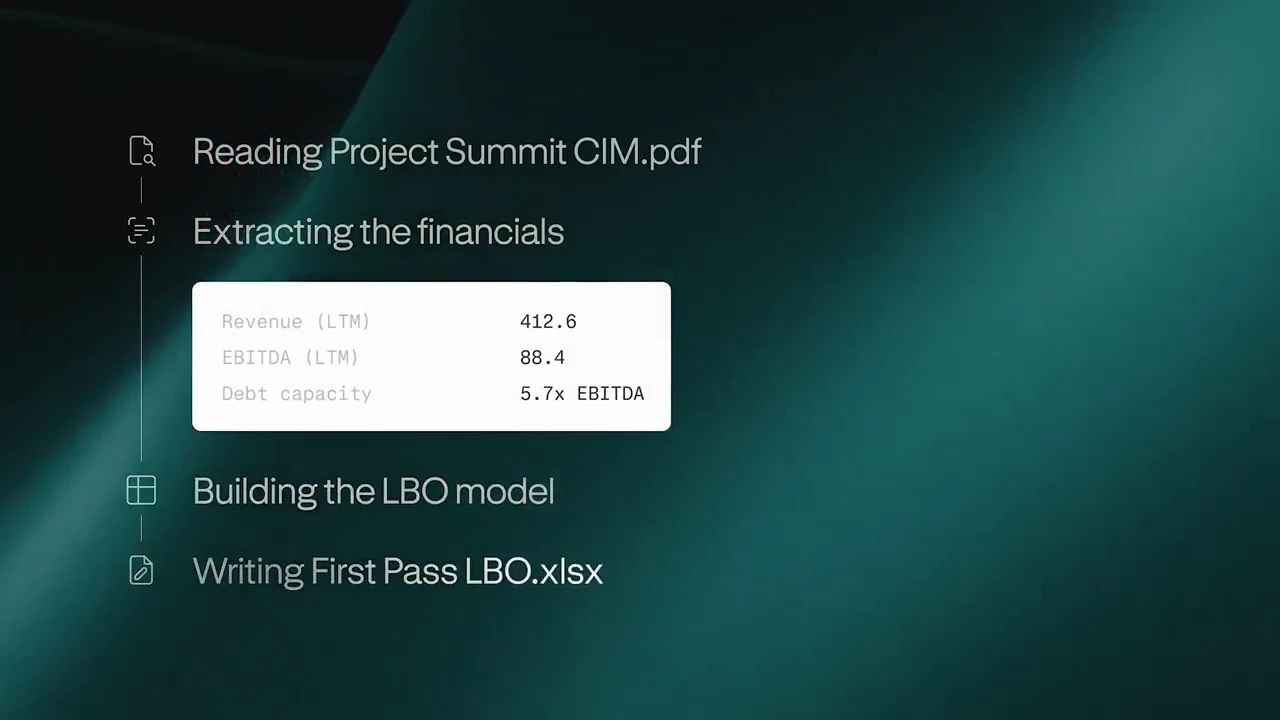 Reading Project Summit CIM.pdf
Extracting the financials
Revenue (LTM) 412.6
EBITDA (LTM) 88.4
Debt capacity 5.7x EBITDA
Building the LBO model
Writing First Pass LBO.xlsx